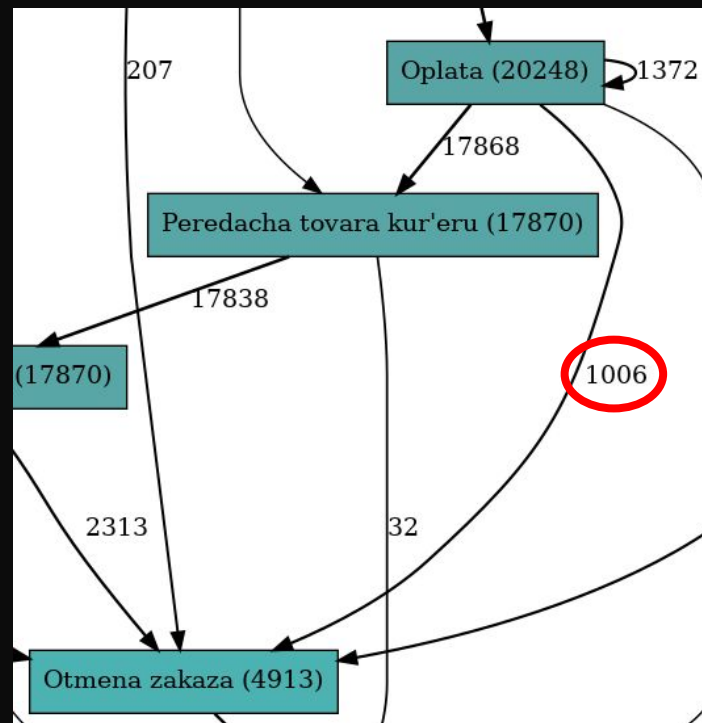 207
Oplata (20248)
1372
17868
Peredacha tovara kur'eru (17870)
17838
(17870)
1006
2313
32
Otmena zakaza (4913)